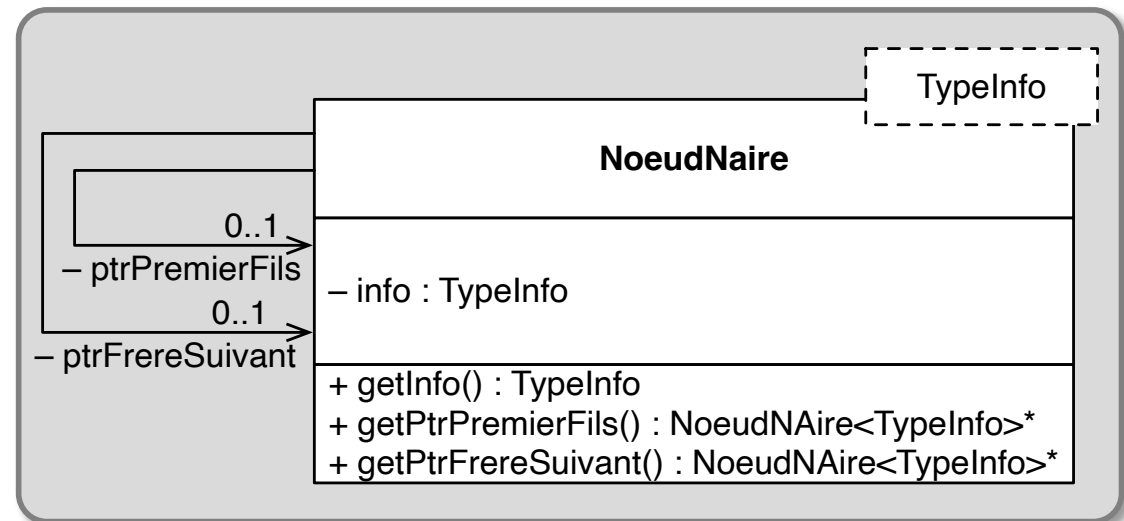 TypeInfo
NoeudNaire
0..1
– ptrPremierFils
– info : TypeInfo
0..1
– ptrFrereSuivant
+ getInfo() : TypeInfo
+ getPtrPremierFils() : NoeudNAire<TypeInfo>*
+ getPtrFrereSuivant() : NoeudNAire<TypeInfo>*